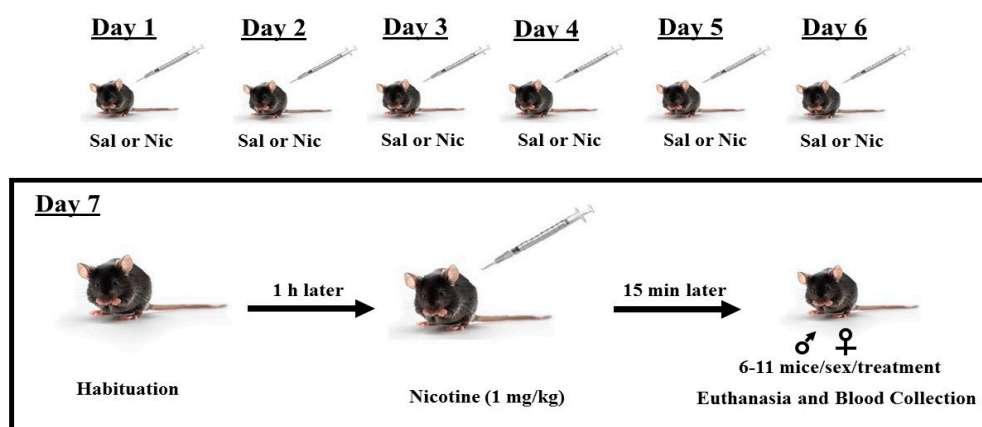 Day 1 Day 2 Day 3 Day 4 Day 5 Day 6
Sal or Nic Sal or Nic Sal or Nic Sal or Nic Sal or Nic Sal or Nic
Day 7
1 h later 15 min later
♂ ♀
6-11 mice/sex/treatment
Habituation Nicotine (1 mg/kg) Euthanasia and Blood Collection